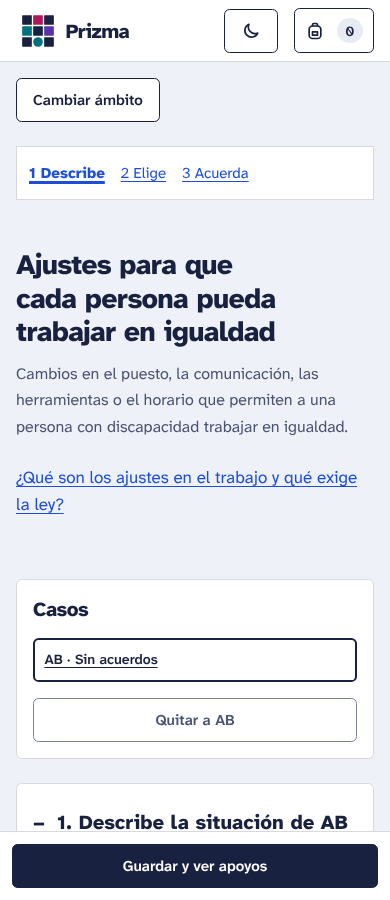 Prizma
0
Cambiar ámbito
1 Describe 2 Elige 3 Acuerda
Ajustes para que
cada persona pueda
trabajar en igualdad
Cambios en el puesto, la comunicación, las
herramientas o el horario que permiten a una
persona con discapacidad trabajar en igualdad.
¿Qué son los ajustes en el trabajo y qué exige
la ley?
Casos
AB · Sin acuerdos
Quitar a AB
– 1. Describe la situación de AB
Guardar y ver apoyos